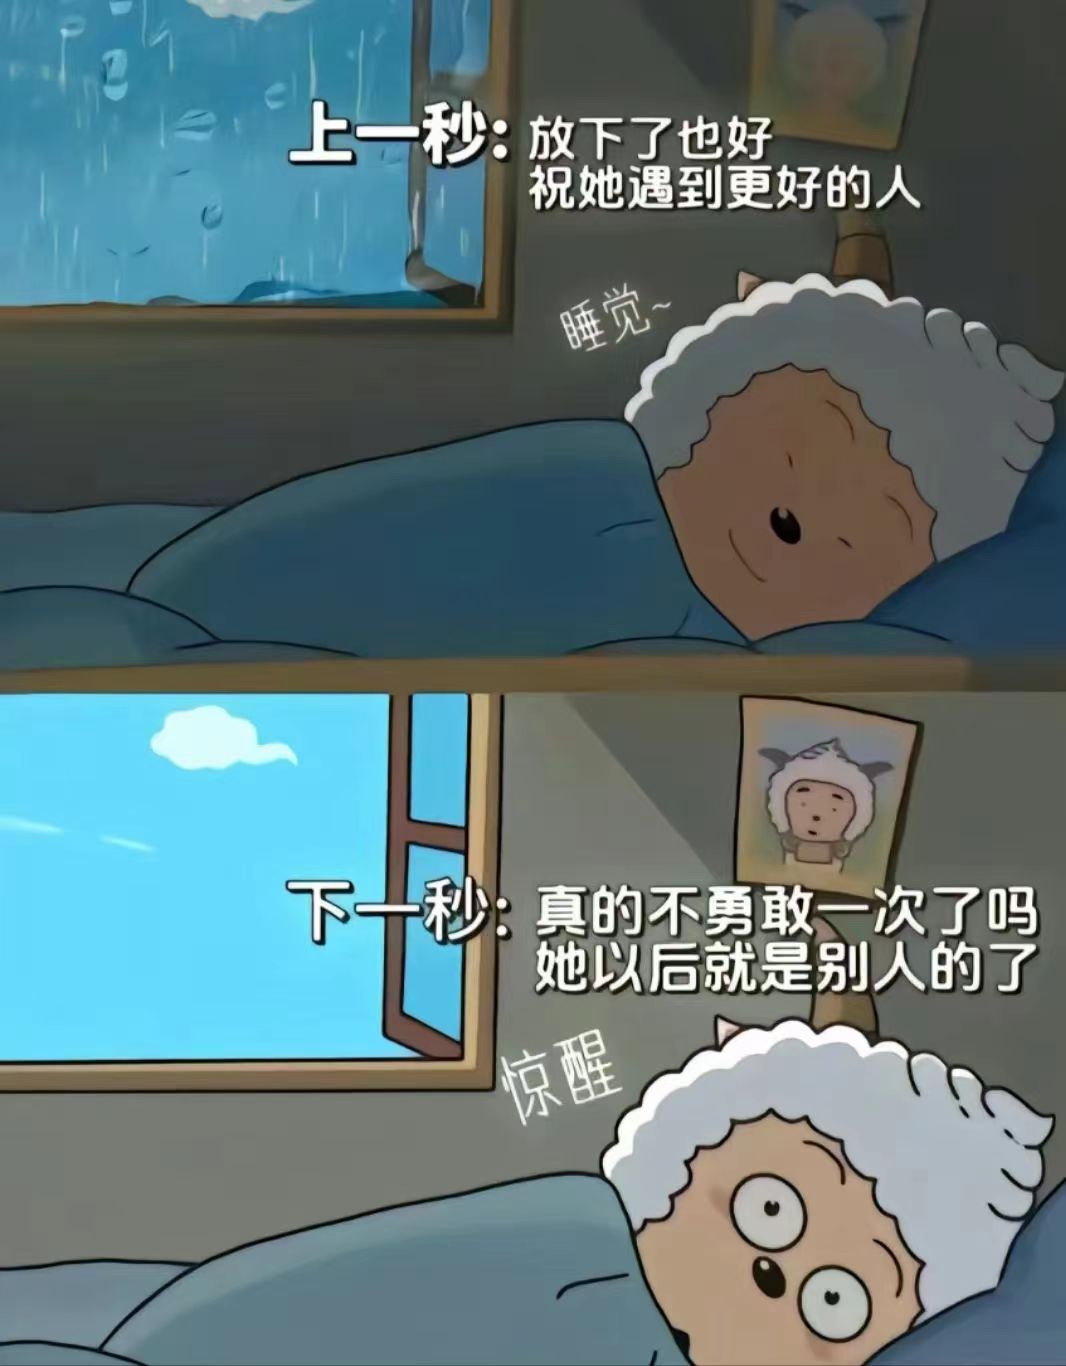 上一秒:
放下了也好
祝她遇到更好的人
睡觉~
下一秒:
真的不勇敢一次了吗
她以后就是别人的了
惊醒